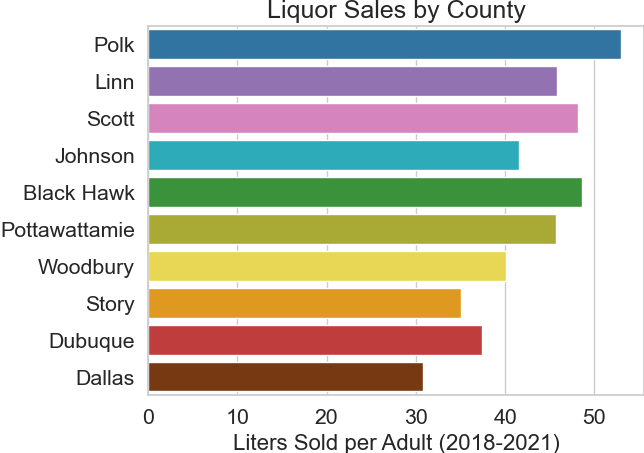 Liquor Sales by County
Polk
Linn
Scott
Johnson
Black Hawk
Pottawattamie
Woodbury
Story
Dubuque
Dallas
0 10 20 30 40 50
Liters Sold per Adult (2018-2021)